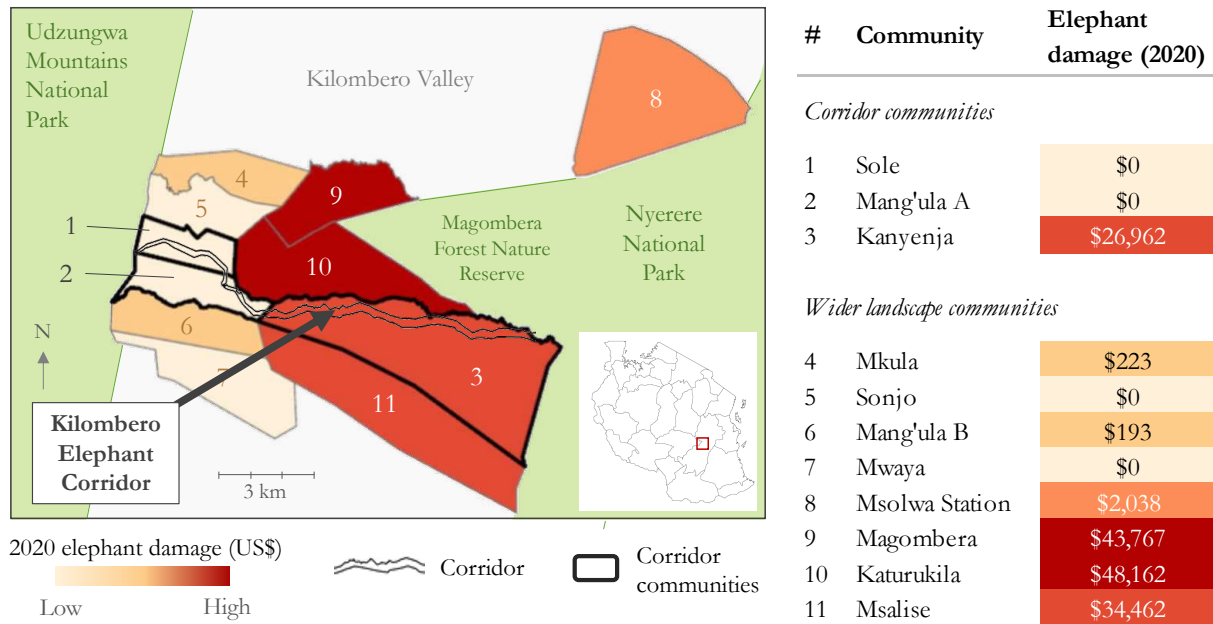 Udzungwa
Mountains
National
Park
Kilombero Valley
8
4
9
5
1
Magombera
Forest Nature
Reserve
Nyerere
National
Park
2
10
N
6
3
7
11
Kilombero
Elephant
Corridor
3 km
2020 elephant damage (US$)
Low
High
Corridor
Corridor
communities
# Community Elephant
damage (2020)
Corridor communities
1 Sole $0
2 Mang'ula A $0
3 Kanyenja $26,962
Wider landscape communities
4 Mkula $223
5 Sonjo $0
6 Mang'ula B $193
7 Mwaya $0
8 Msolwa Station $2,038
9 Magombera $43,767
10 Katurukila $48,162
11 Msalise $34,462